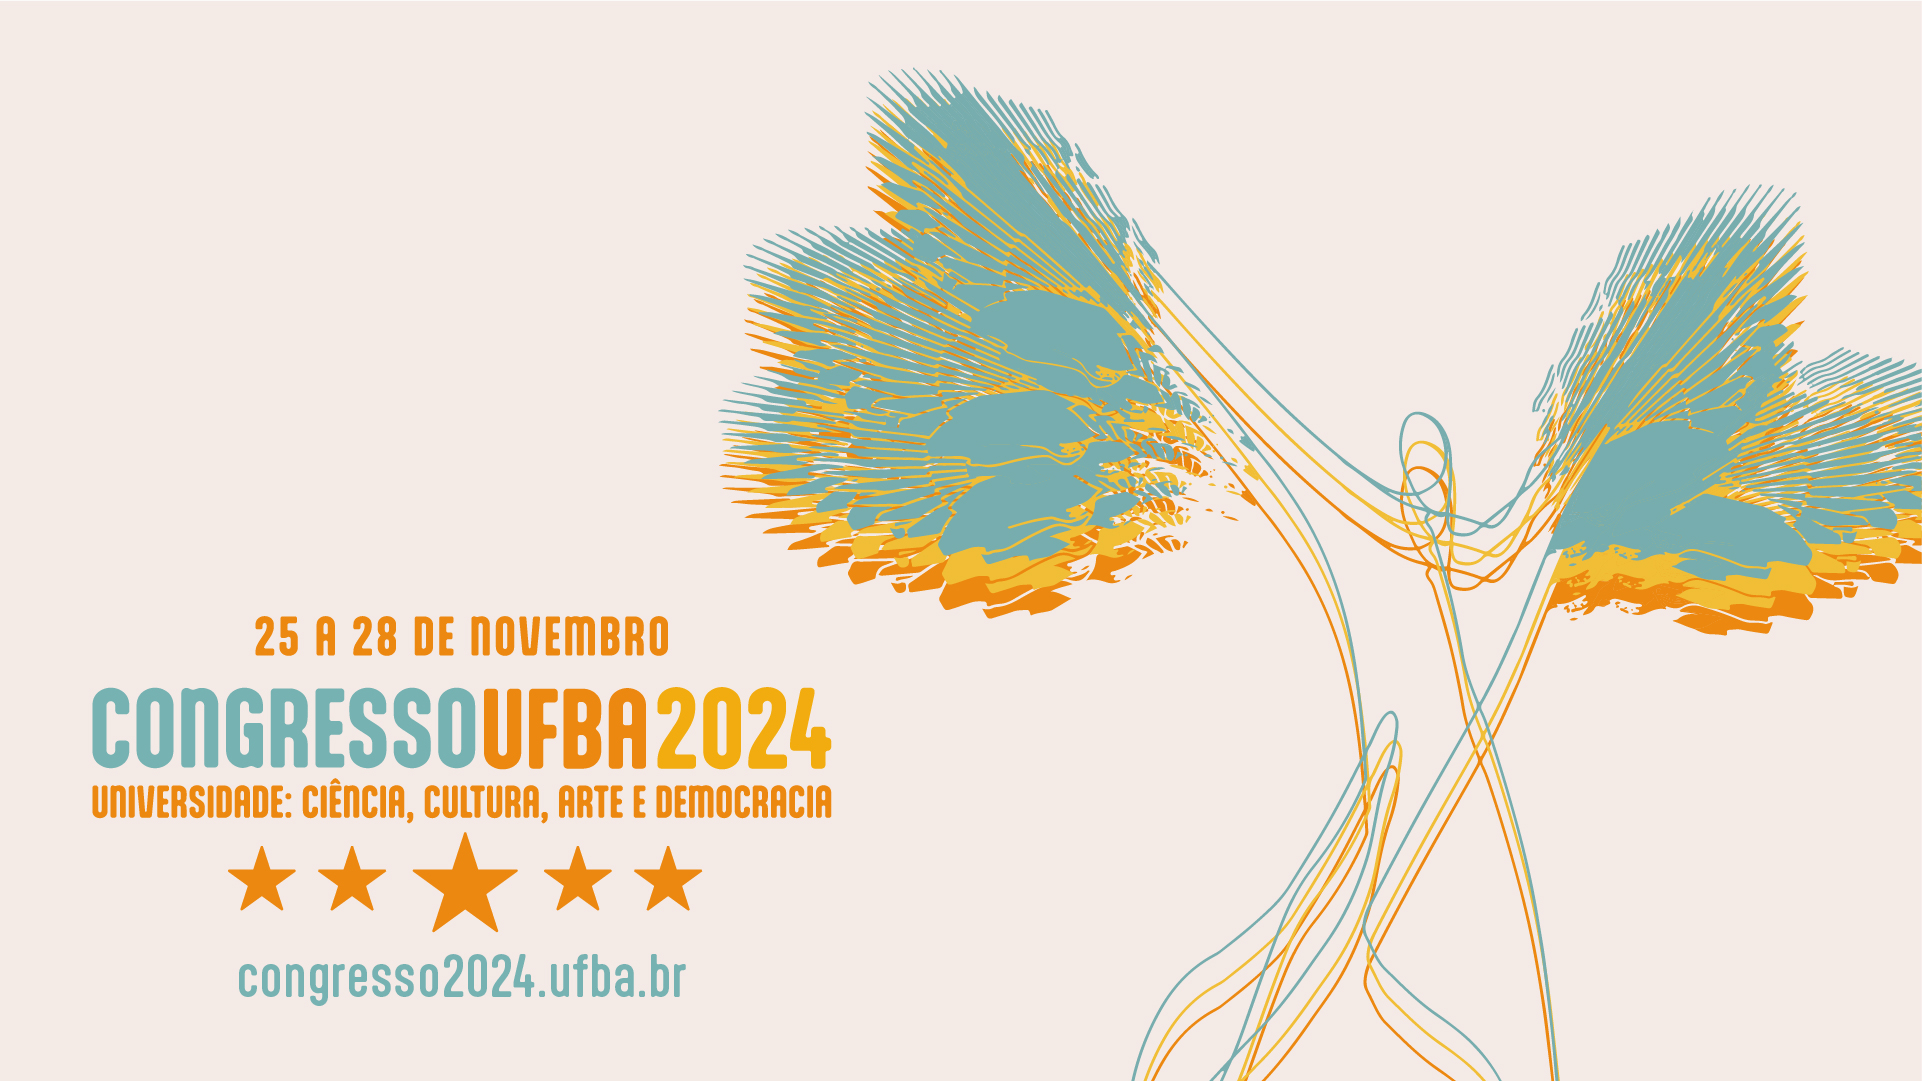 25 A 28 DE NOVEMBRO
CONGRESSOUFBA2024
UNIVERSIDADE: CIÊNCIA, CULTURA, ARTE E DEMOCRACIA
congresso2024.ufba.br